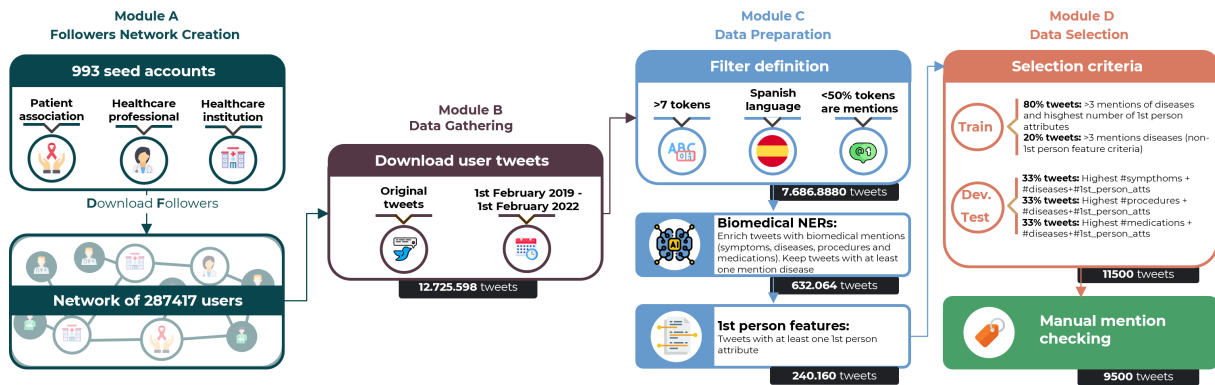 Module A
Followers Network Creation
993 seed accounts
Patient
association
Healthcare
professional
Healthcare
institution
Download Followers
Network of 287417 users
Module B
Data Gathering
Download user tweets
Original
tweets
1st February 2019 -
1st February 2022
12.725.598 tweets
Module C
Data Preparation
Filter definition
>7 tokens
Spanish
language
<50% tokens
are mentions
ABC
@
7.686.8880 tweets
AI
Biomedical NERs:
Enrich tweets with biomedical mentions
(symptoms, diseases, procedures and
medications). Keep tweets with at least
one mention disease
632.064 tweets
1st person features:
Tweets with at least one 1st person
attribute
240.160 tweets
Module D
Data Selection
Selection criteria
Train
80% tweets: >3 mentions of diseases
and hisghest number of 1st person
attributes
20% tweets: >3 mentions diseases (non-
1st person feature criteria)
Dev.
Test
33% tweets: Highest #sympthoms +
#diseases+#1st_person_atts
33% tweets: Highest #procedures +
#diseases+#1st_person_atts
33% tweets: Highest #medications +
#diseases+#1st_person_atts
11500 tweets
Manual mention
checking
9500 tweets